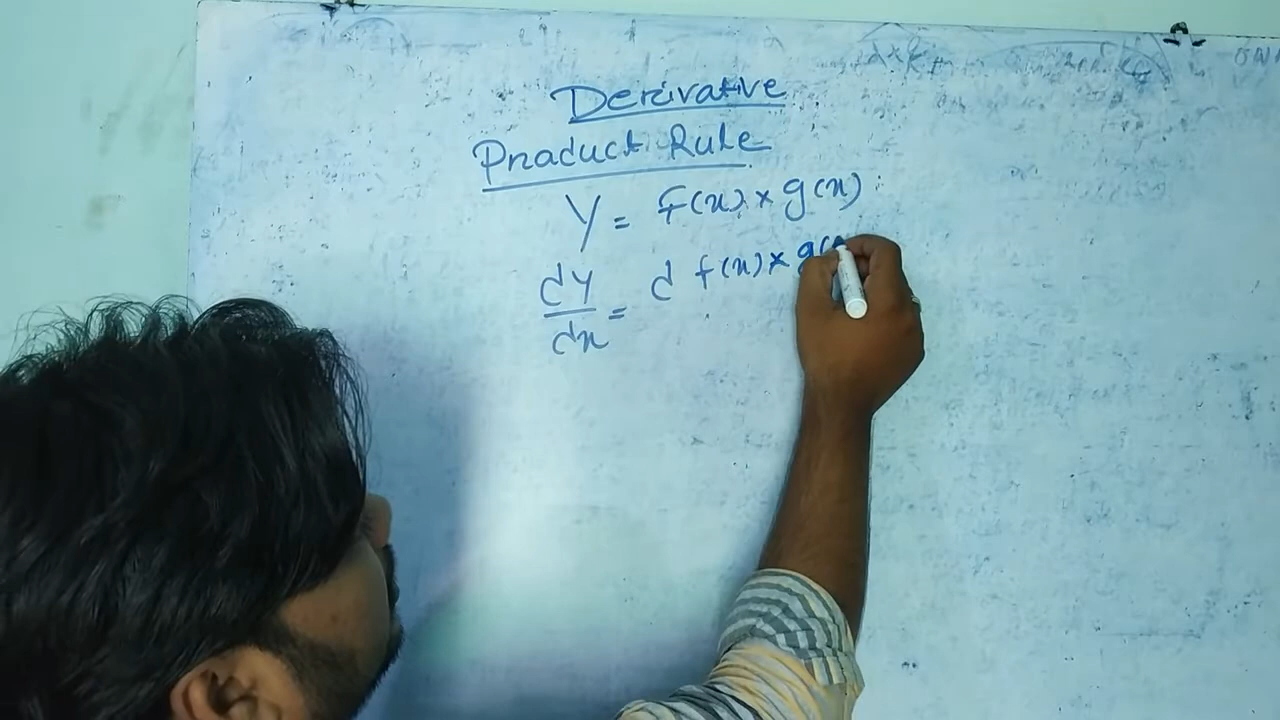 Derivative
Product Rule
Y = f(x) × g(x)
dY/dx = d f(x) × g(